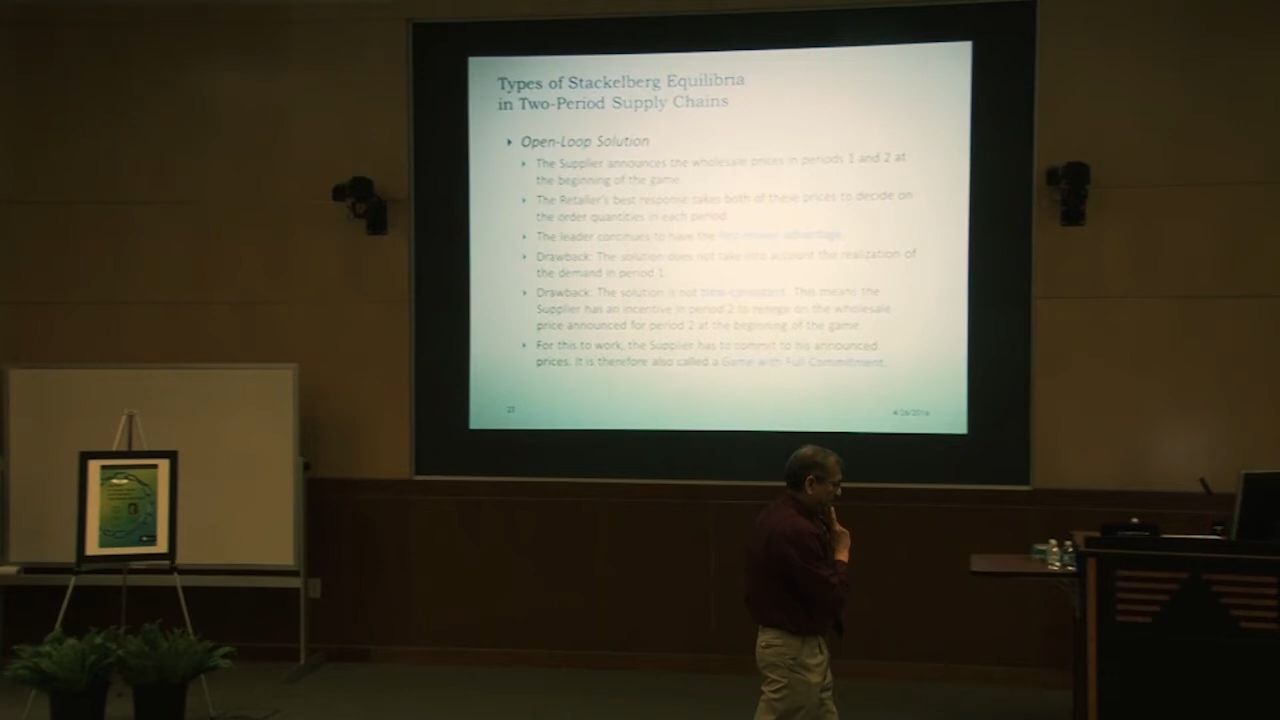 Types of Stackelberg Equilibria
in Two-Period Supply Chains
Open-Loop Solution
The Supplier announces the wholesale prices in periods 1 and 2 at
the beginning of the game.
The Retailer's best response takes both of these prices to decide on
the order quantities in each period.
The leader continues to have the first-mover advantage.
Drawback: The solution does not take into account the realization of
the demand in period 1.
Drawback: The solution is not time-consistent. This means the
Supplier has an incentive in period 2 to renege on the wholesale
price announced for period 2 at the beginning of the game.
For this to work, the Supplier has to commit to his announced
prices. It is therefore also called a Game with Full Commitment.
23 4/26/2016